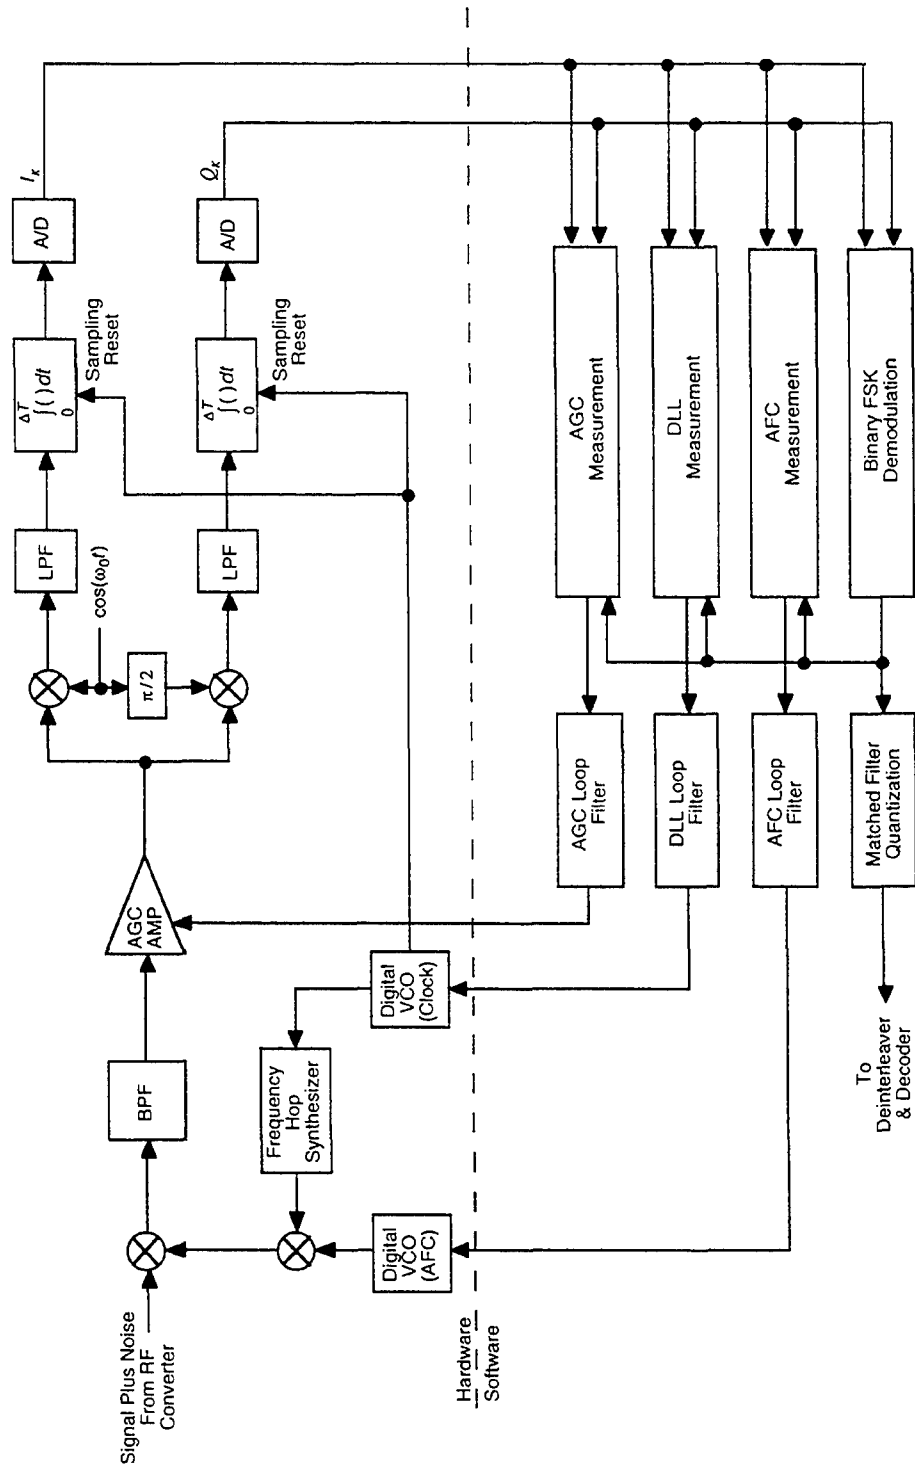 Signal Plus Noise
From RF
Converter
BPF
AGC
AMP
cos(ω₀t)
π/2
LPF
LPF
ΔT
∫( ) dt
0
Sampling
Reset
ΔT
∫( ) dt
0
Sampling
Reset
A/D
A/D
I_K
Q_K
Frequency
Hop
Synthesizer
Digital
VCO
(Clock)
Digital
VCO
(AFC)
Hardware
Software
AGC Loop
Filter
AGC
Measurement
DLL Loop
Filter
DLL
Measurement
AFC Loop
Filter
AFC
Measurement
Matched Filter
Quantization
Binary FSK
Demodulation
To
Deinterleaver
& Decoder